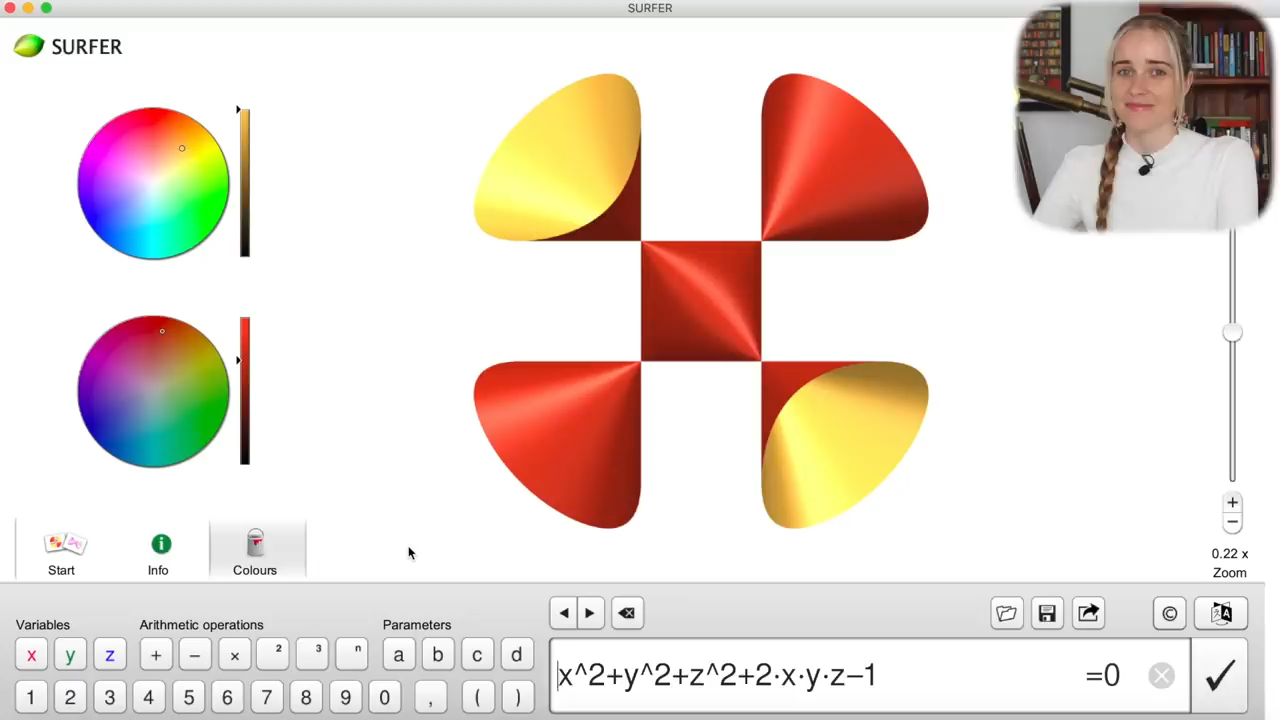 SURFER
SURFER
Start
Info
Colours
0.22 x
Zoom
Variables
Arithmetic operations
Parameters
x y z + − × 2 3 n a b c d
1 2 3 4 5 6 7 8 9 0 , ( )
x^2+y^2+z^2+2·x·y·z−1 =0
+
−
©